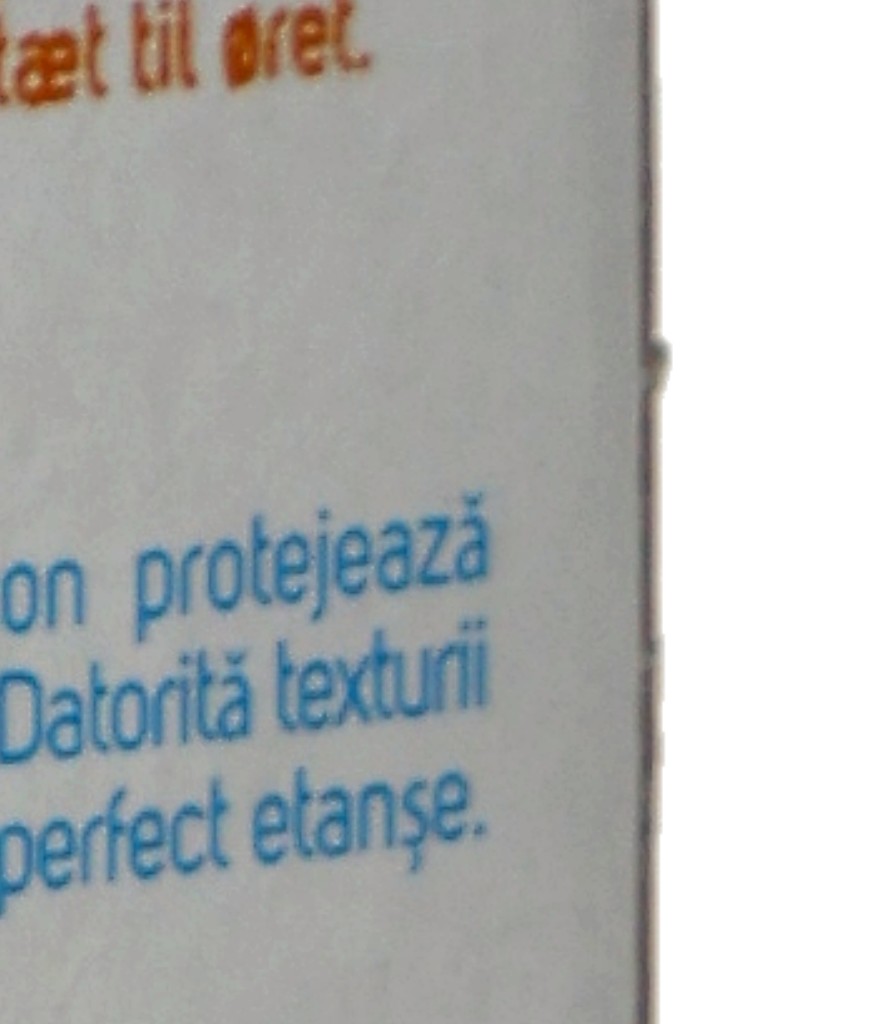 tæt til øret.
on protejează
Datorită texturii
perfect etanșe.